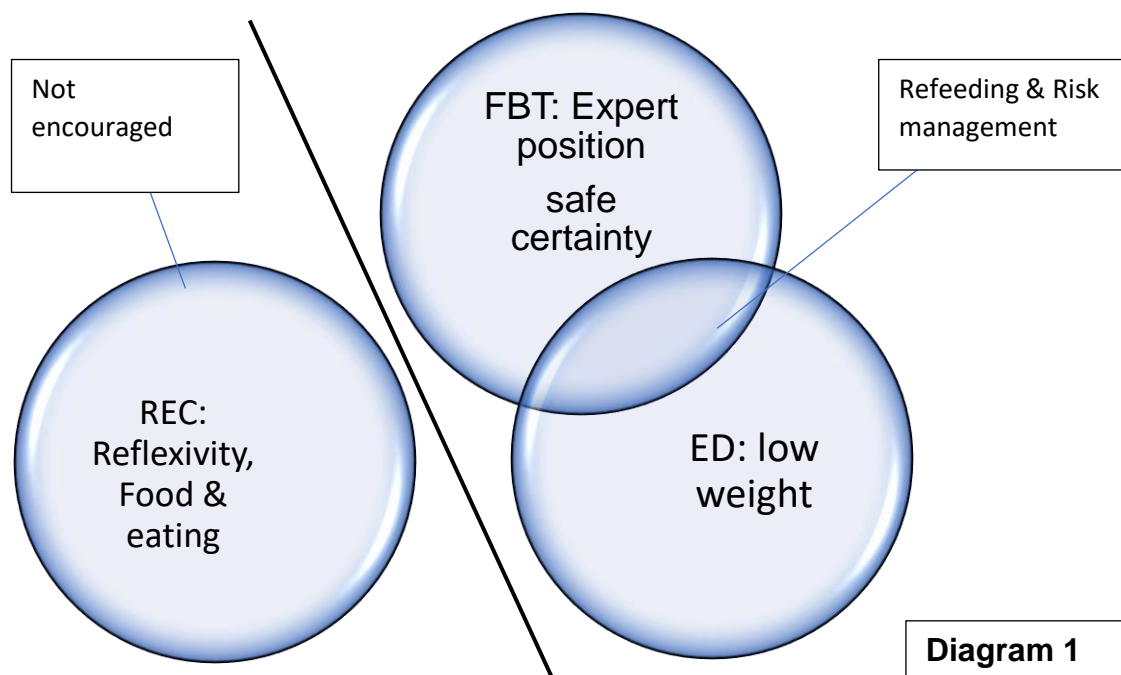 Not
encouraged
FBT: Expert
position
safe
certainty
Refeeding & Risk
management
REC:
Reflexivity,
Food &
eating
ED: low
weight
Diagram 1